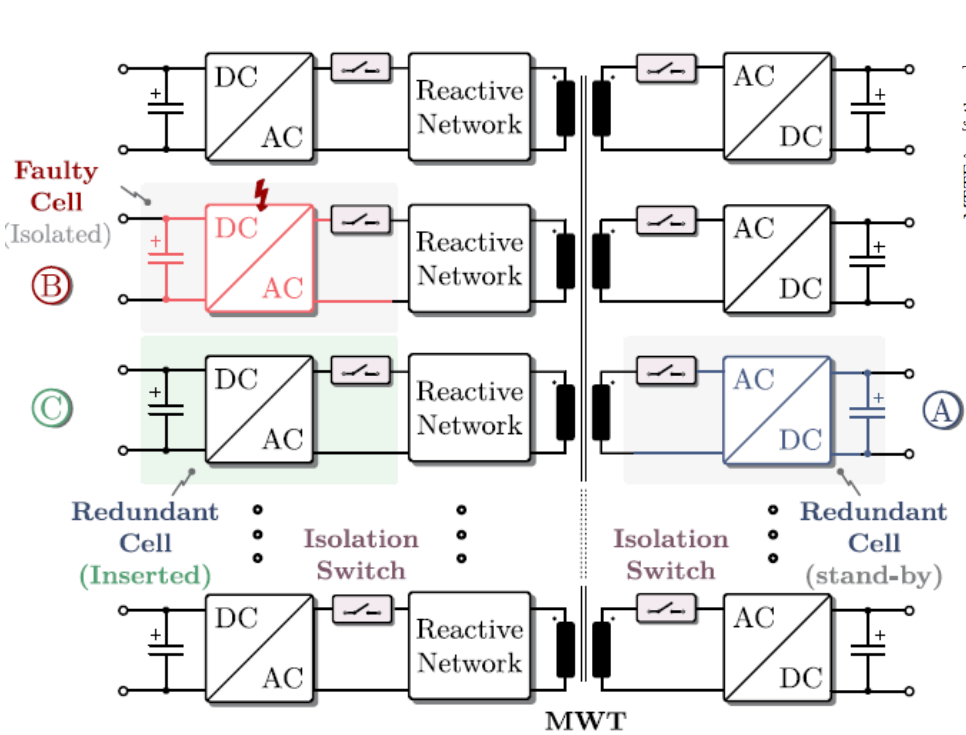 DC
AC
Reactive
Network
AC
DC
Faulty
Cell
(Isolated)
B
DC
AC
Reactive
Network
AC
DC
C
DC
AC
Reactive
Network
AC
DC
A
Redundant
Cell
(Inserted)
Isolation
Switch
Isolation
Switch
Redundant
Cell
(stand-by)
DC
AC
Reactive
Network
AC
DC
MWT